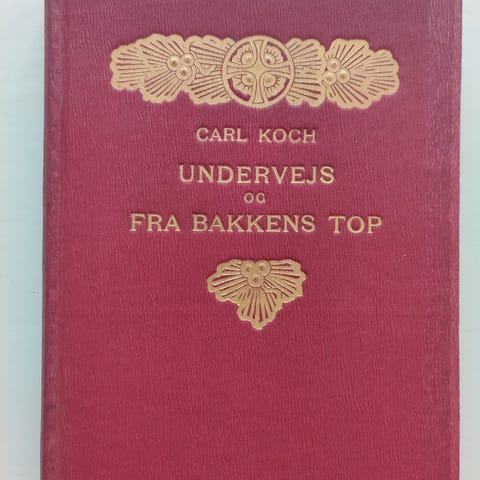 CARL KOCH
UNDERVEJS
OG
FRA BAKKENS TOP